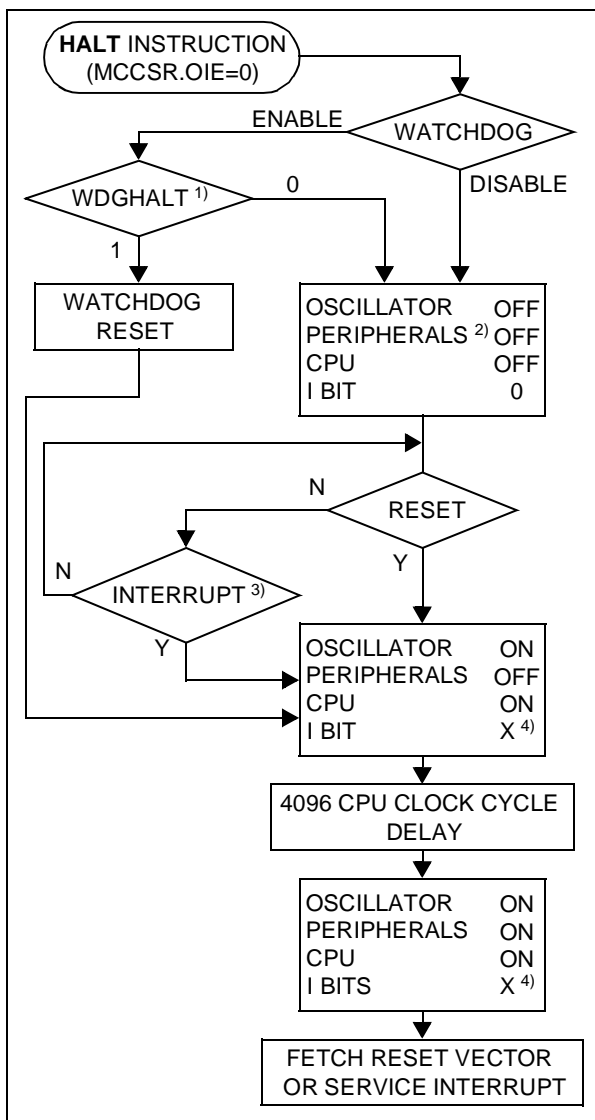 HALT INSTRUCTION
(MCCSR.OIE=0)
ENABLE
WATCHDOG
WDGHALT 1)
0
DISABLE
1
WATCHDOG
RESET
OSCILLATOR OFF
PERIPHERALS 2) OFF
CPU OFF
I BIT 0
N
RESET
N
Y
INTERRUPT 3)
Y
OSCILLATOR ON
PERIPHERALS OFF
CPU ON
I BIT X 4)
4096 CPU CLOCK CYCLE
DELAY
OSCILLATOR ON
PERIPHERALS ON
CPU ON
I BITS X 4)
FETCH RESET VECTOR
OR SERVICE INTERRUPT